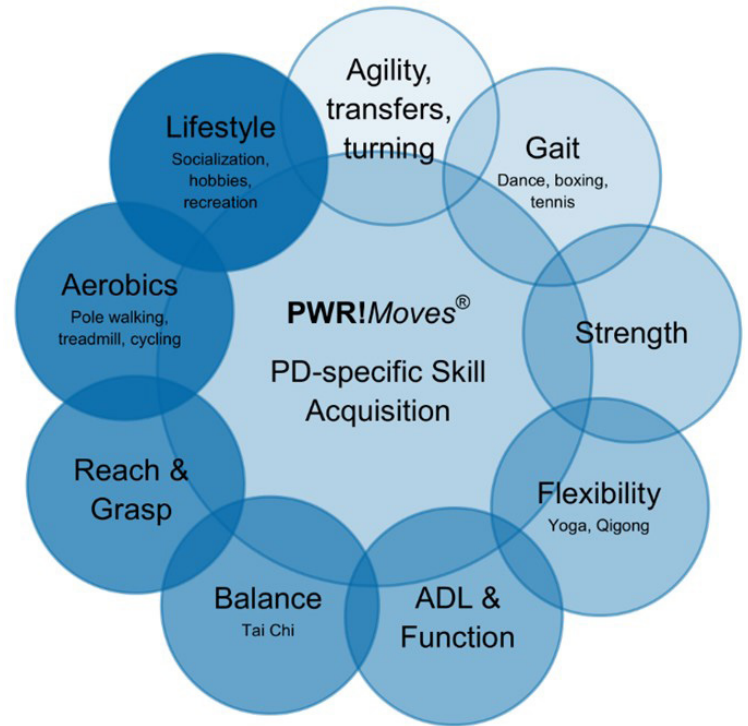 Agility,
transfers,
turning
Gait
Dance, boxing,
tennis
Strength
Flexibility
Yoga, Qigong
ADL &
Function
Balance
Tai Chi
Reach &
Grasp
Aerobics
Pole walking,
treadmill, cycling
Lifestyle
Socialization,
hobbies,
recreation
PWR!Moves®
PD-specific Skill
Acquisition